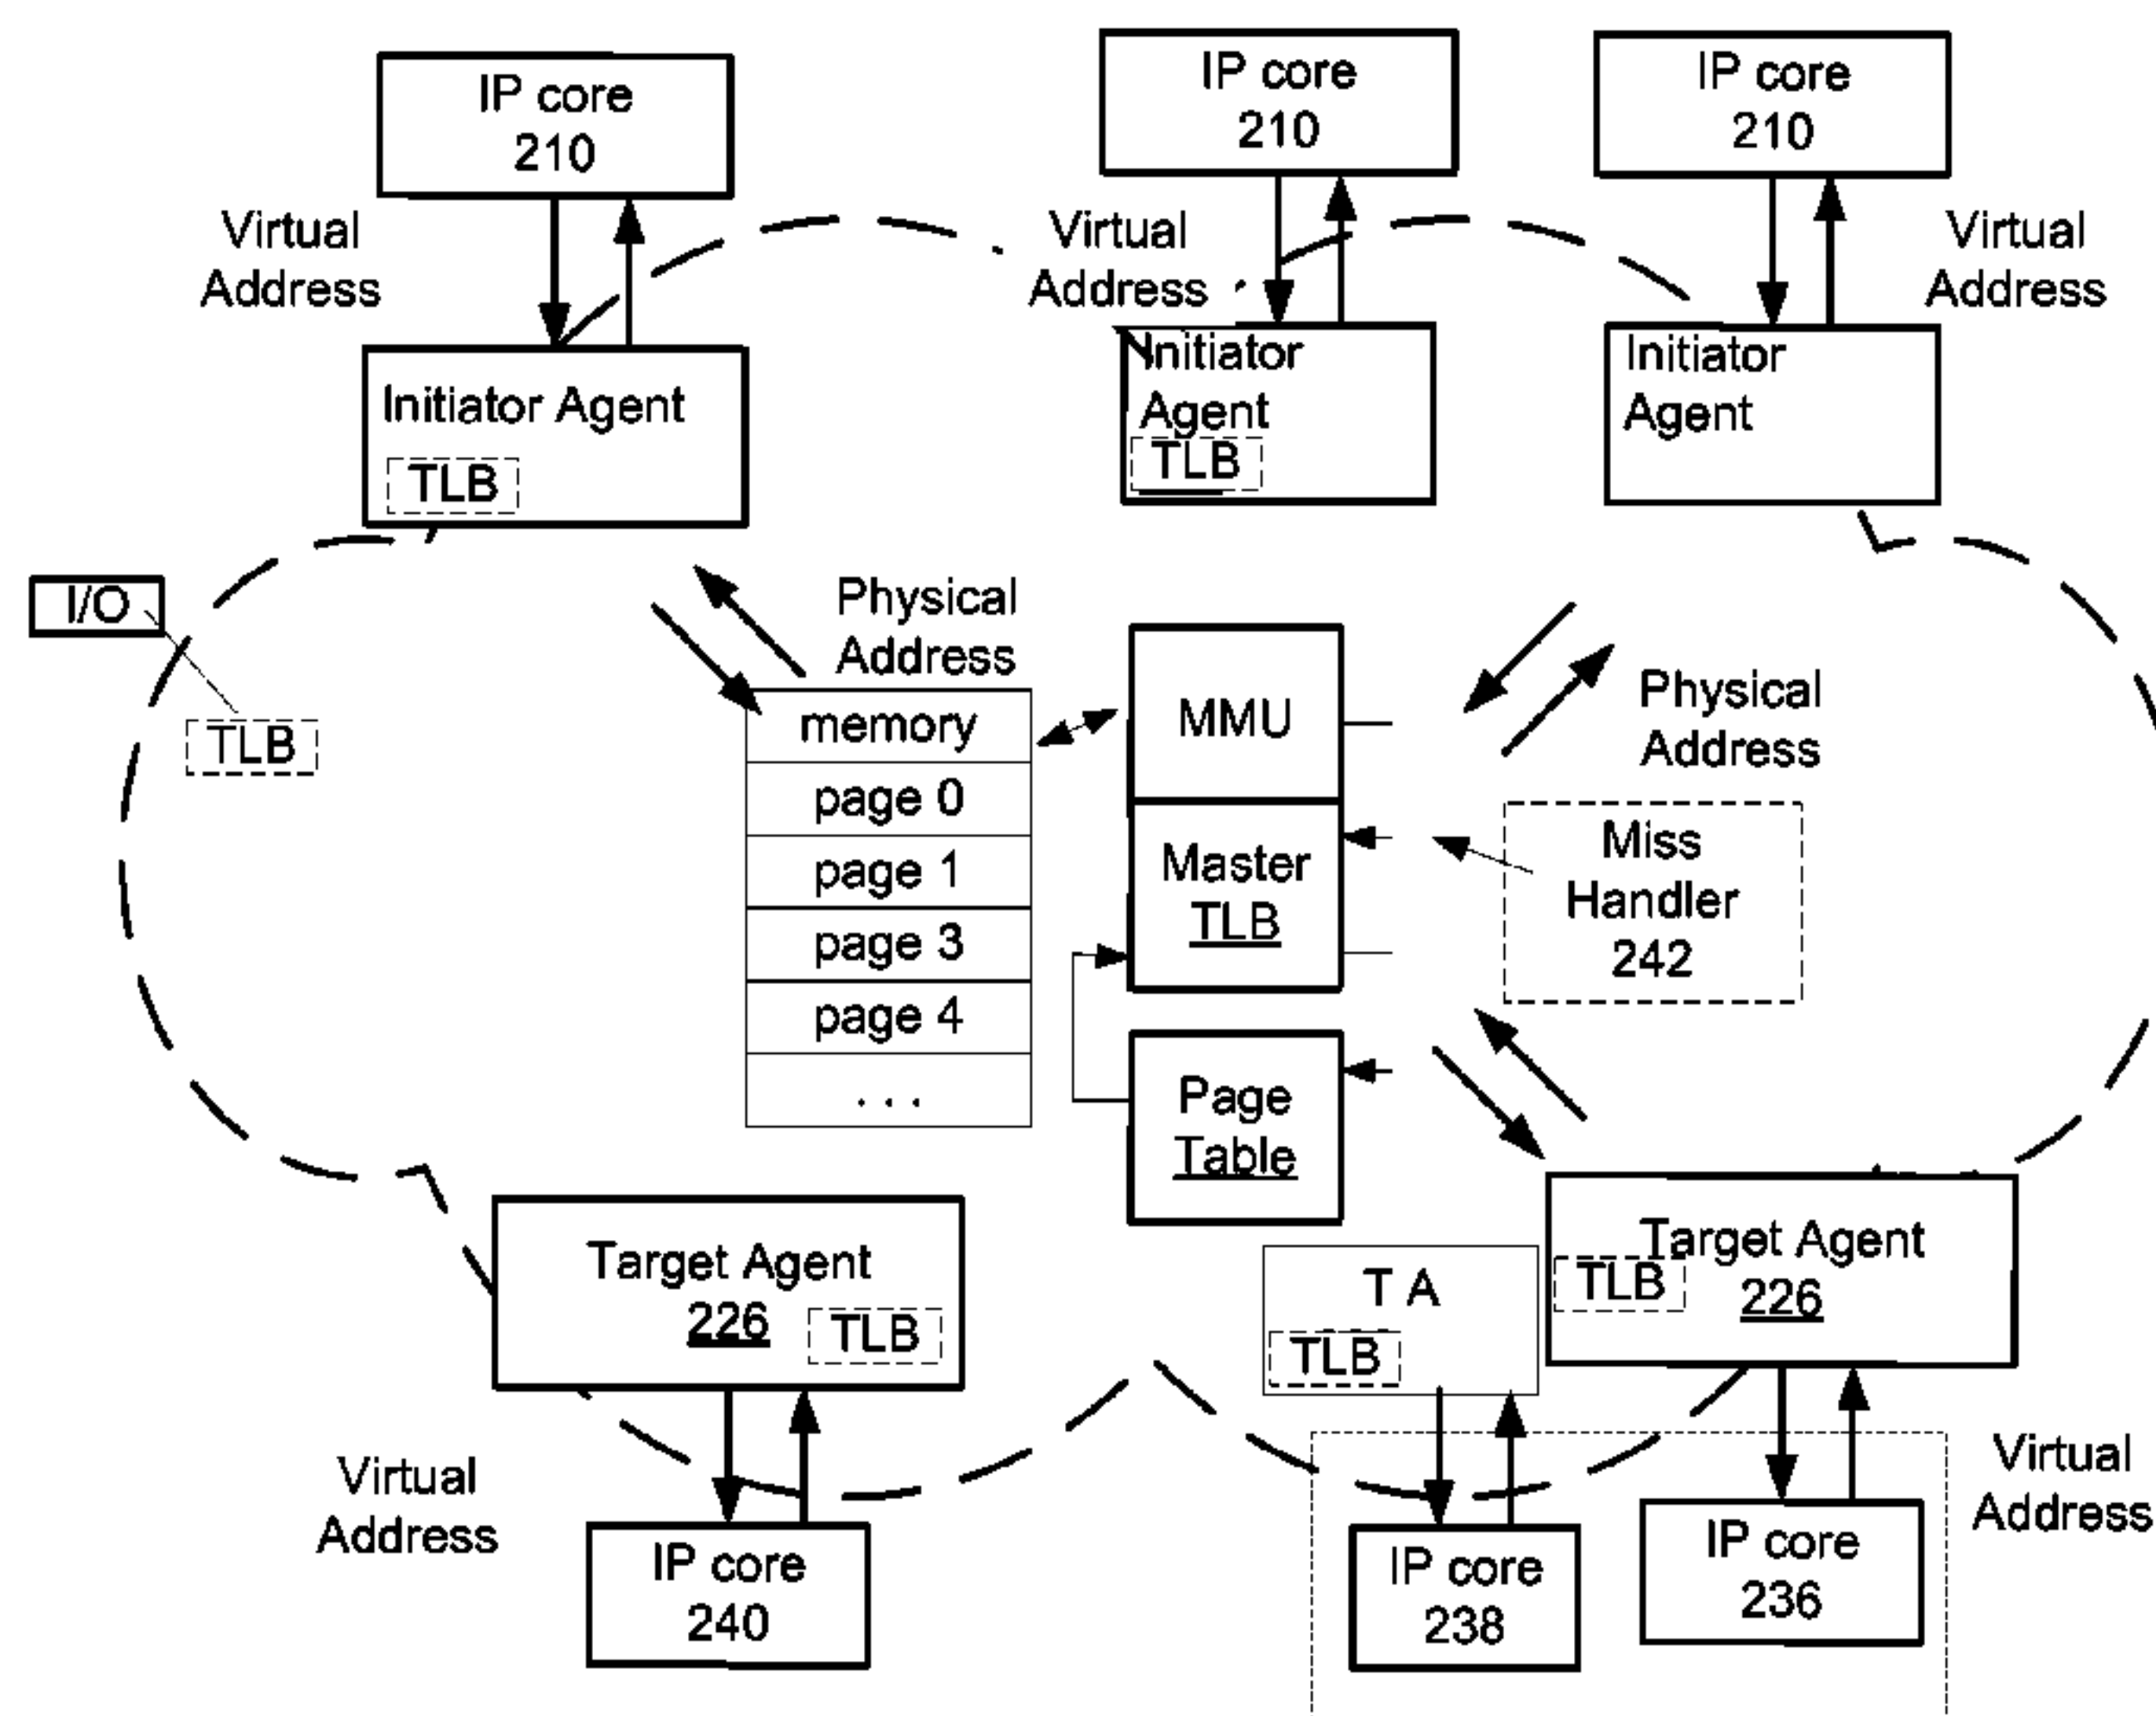 IP core
210
IP core
210
IP core
210
Virtual
Address
Virtual
Address
Virtual
Address
Initiator Agent
TLB
Initiator
Agent
TLB
Initiator
Agent
I/O
TLB
Physical
Address
memory
page 0
page 1
page 3
page 4
. . .
MMU
Master
TLB
Page
Table
Physical
Address
Miss
Handler
242
Target Agent
226
TLB
T A
TLB
Target Agent
TLB
226
Virtual
Address
IP core
240
IP core
238
IP core
236
Virtual
Address